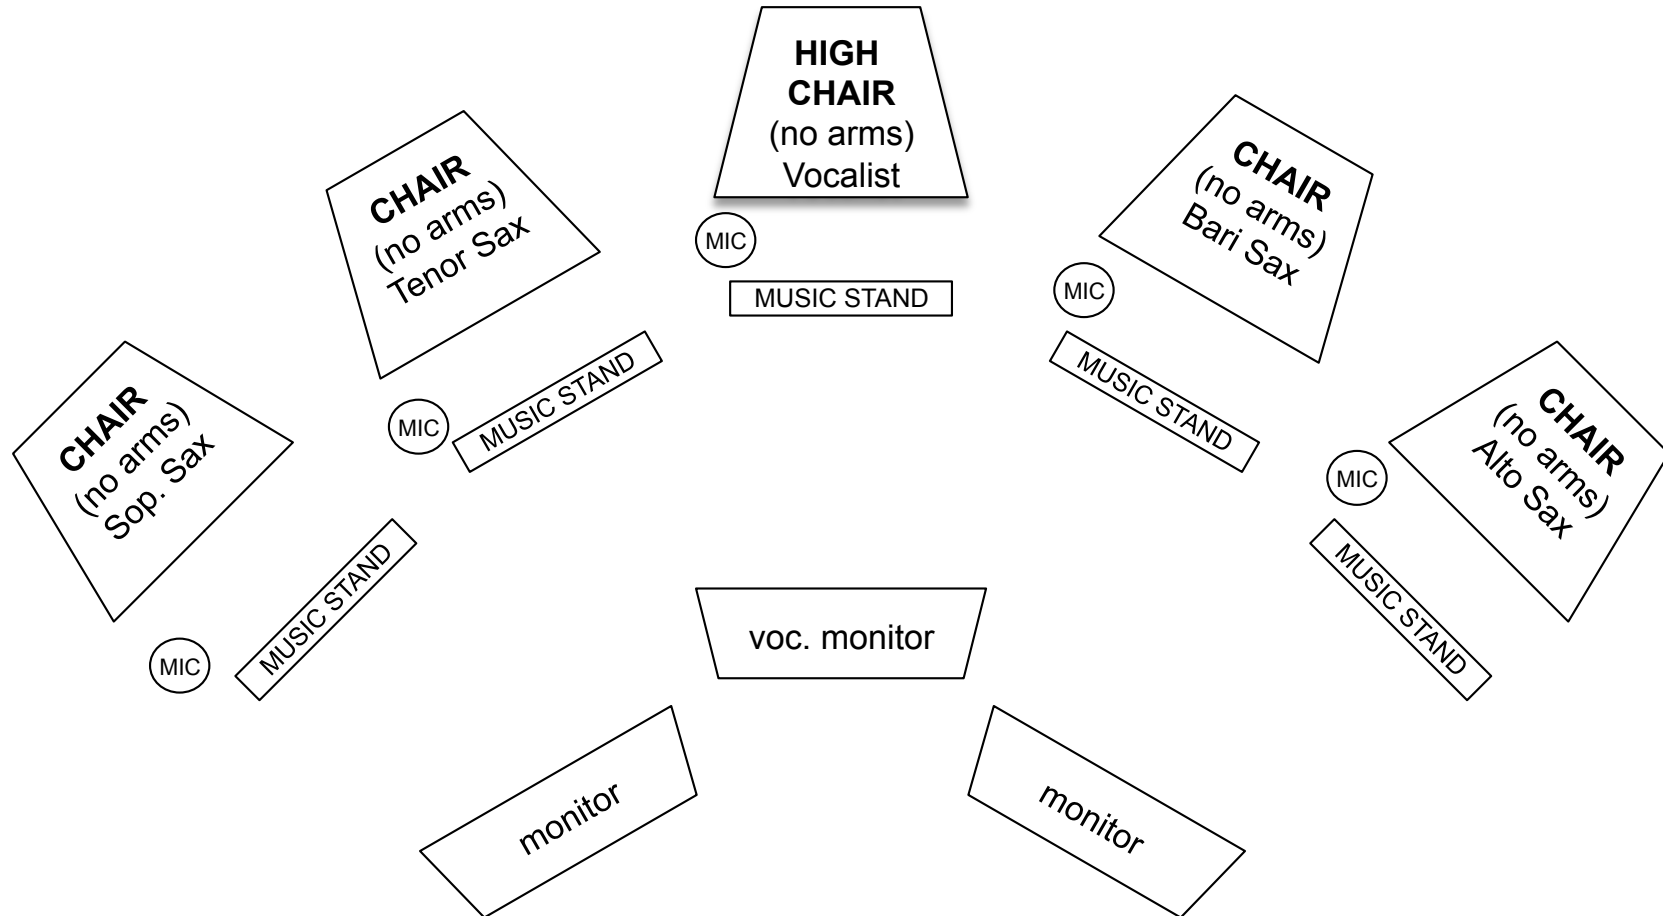 HIGH
CHAIR
(no arms)
Vocalist
MIC
MUSIC STAND
CHAIR
(no arms)
Tenor Sax
MIC
MUSIC STAND
CHAIR
(no arms)
Bari Sax
MIC
MUSIC STAND
CHAIR
(no arms)
Sop. Sax
MIC
MUSIC STAND
CHAIR
(no arms)
Alto Sax
MIC
MUSIC STAND
voc. monitor
monitor
monitor